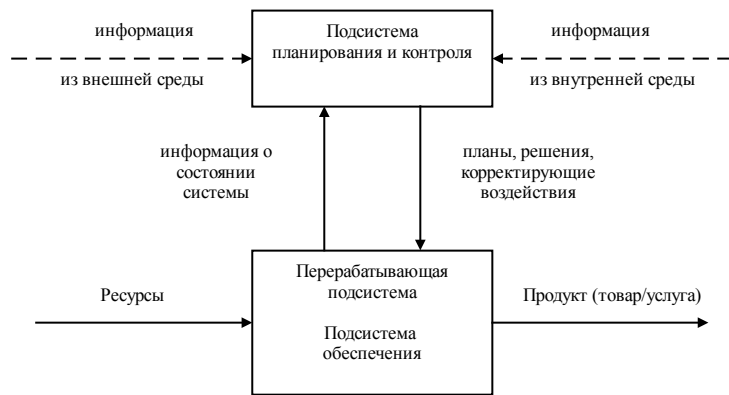 информация
из внешней среды
Подсистема
планирования и контроля
информация
из внутренней среды
информация о
состоянии
системы
планы, решения,
корректирующие
воздействия
Ресурсы
Перерабатывающая
подсистема
Подсистема
обеспечения
Продукт (товар/услуга)